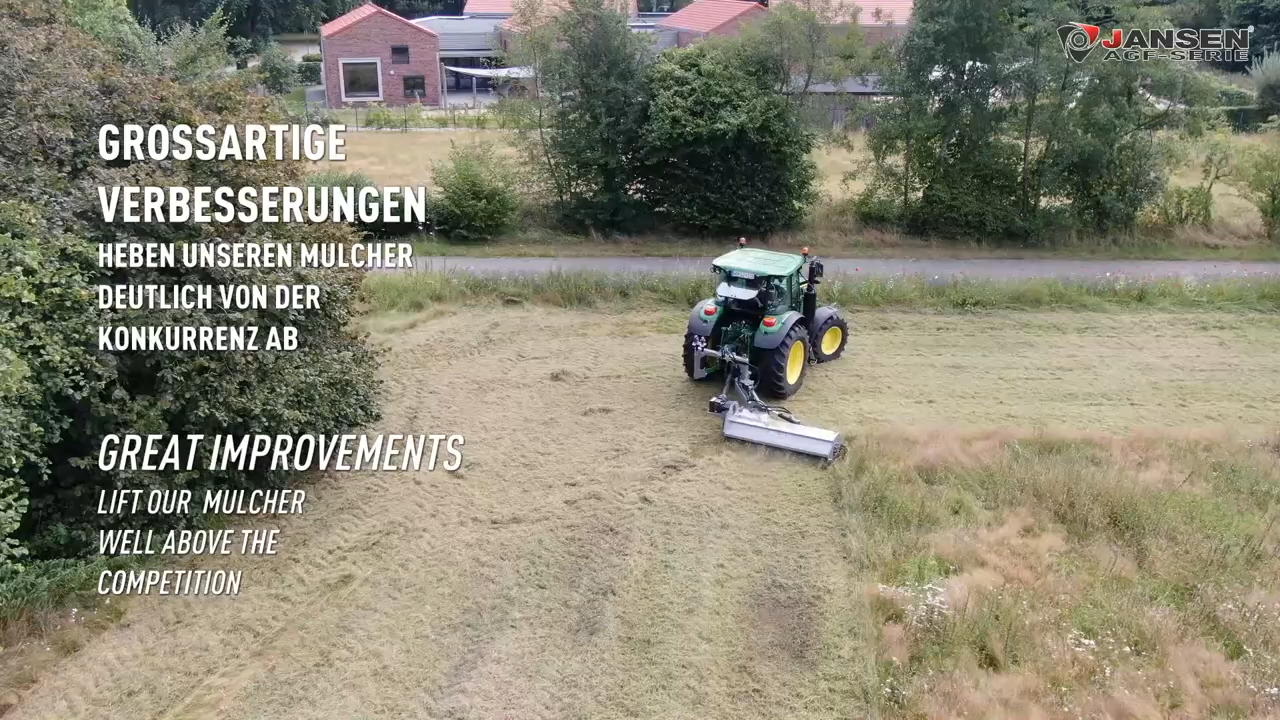 JANSEN
AGF-SERIE
GROSSARTIGE
VERBESSERUNGEN
HEBEN UNSEREN MULCHER
DEUTLICH VON DER
KONKURRENZ AB
GREAT IMPROVEMENTS
LIFT OUR MULCHER
WELL ABOVE THE
COMPETITION